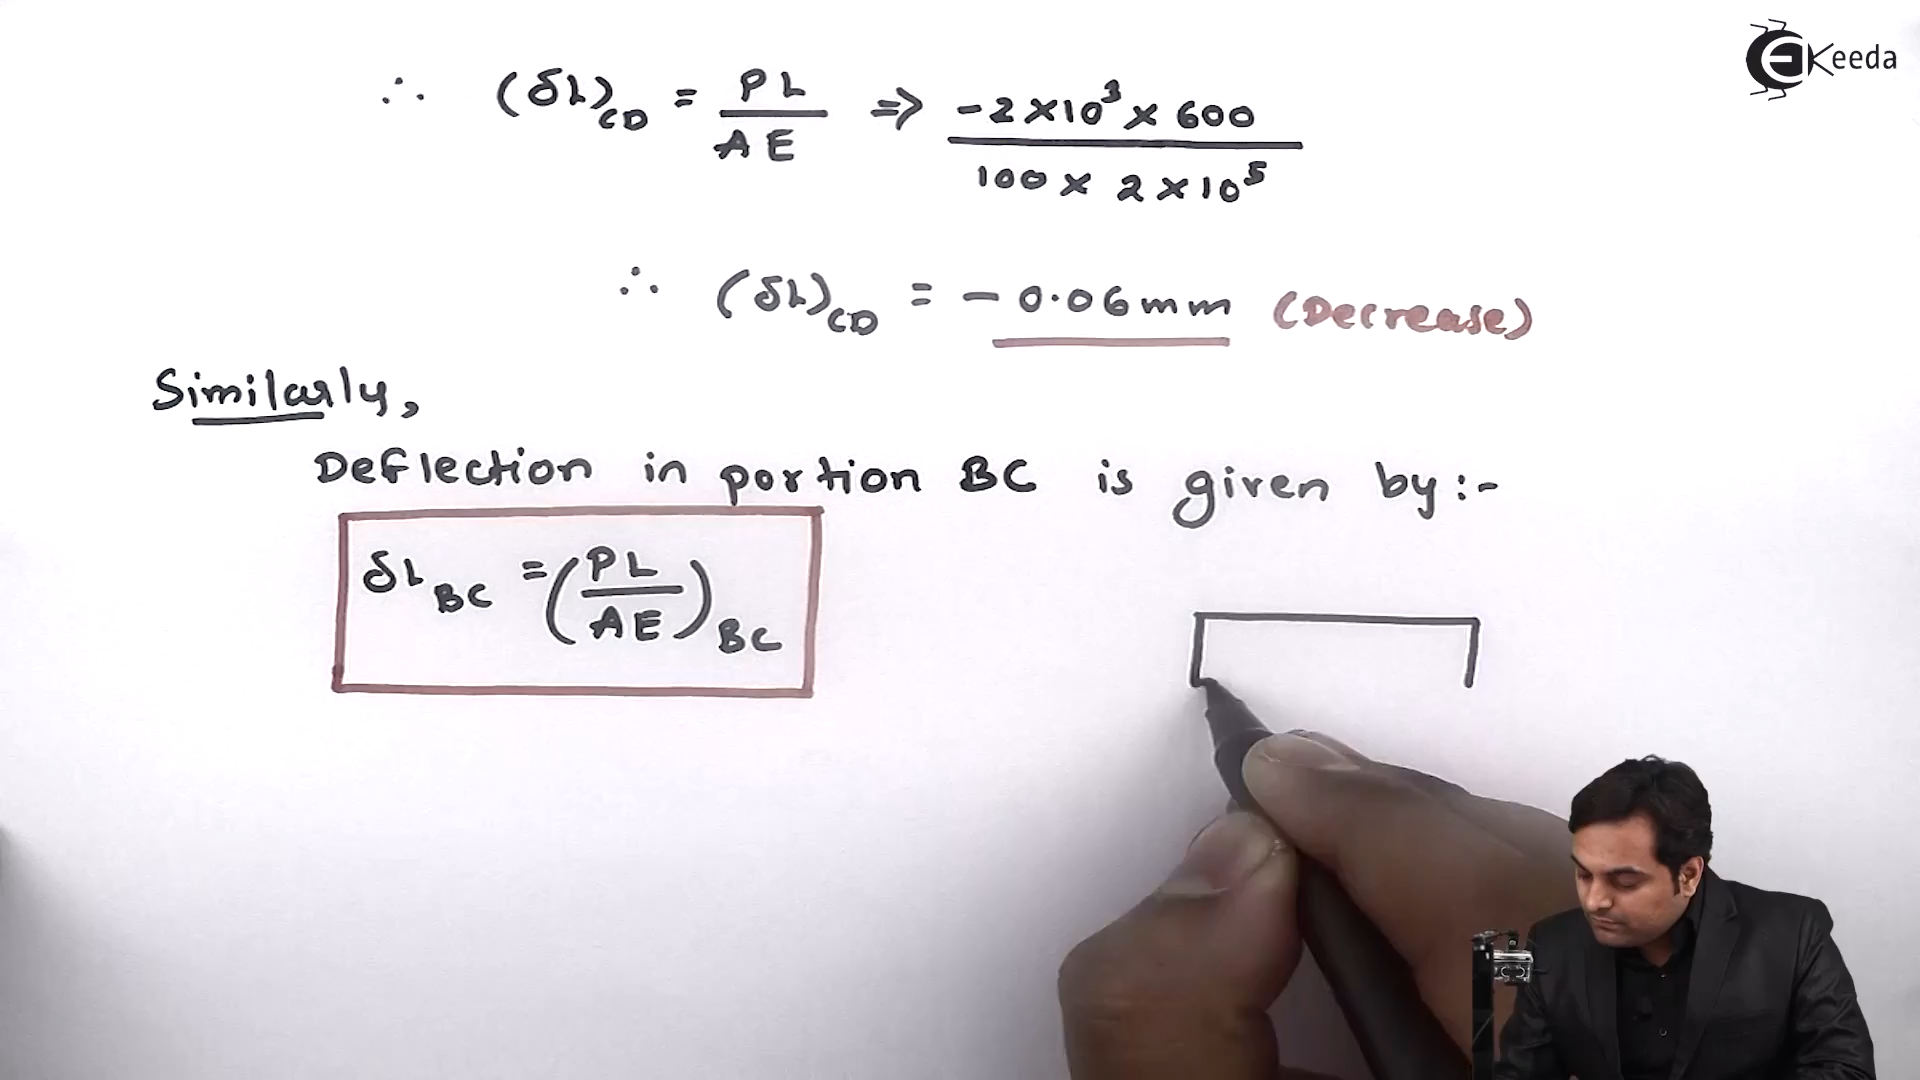 Ekeeda
∴ (δL)CD = PL/AE => -2×10³ × 600 / 100 × 2×10⁵
∴ (δL)CD = -0.06mm (Decrease)
Similarly,
Deflection in portion BC is given by:-
δL BC = (PL/AE) BC